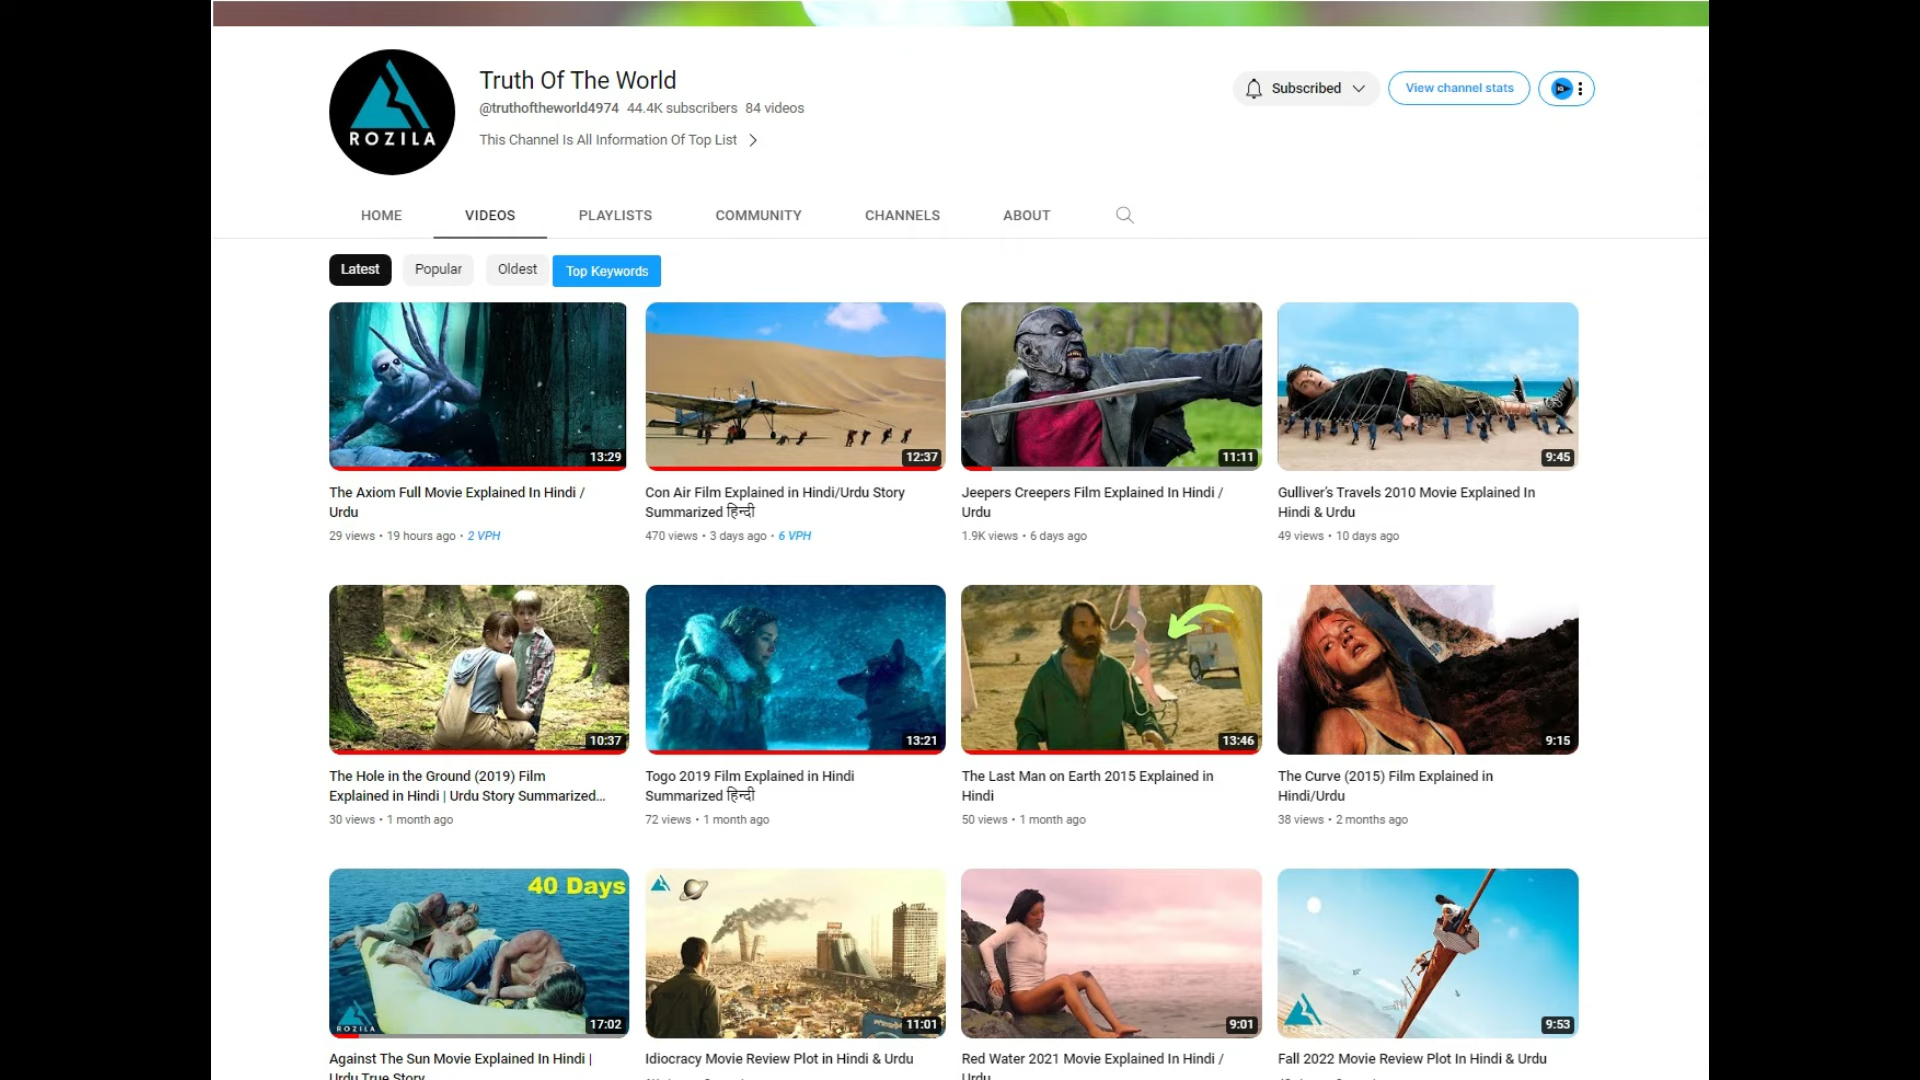 ROZILA
Truth Of The World
@truthoftheworld4974 44.4K subscribers 84 videos
This Channel Is All Information Of Top List
Subscribed
View channel stats
HOME
VIDEOS
PLAYLISTS
COMMUNITY
CHANNELS
ABOUT
Latest
Popular
Oldest
Top Keywords
13:29
12:37
11:11
9:45
The Axiom Full Movie Explained In Hindi /
Urdu
29 views • 19 hours ago • 2 VPH
Con Air Film Explained in Hindi/Urdu Story
Summarized हिन्दी
470 views • 3 days ago • 6 VPH
Jeepers Creepers Film Explained In Hindi /
Urdu
1.9K views • 6 days ago
Gulliver's Travels 2010 Movie Explained In
Hindi & Urdu
49 views • 10 days ago
10:37
13:21
13:46
9:15
The Hole in the Ground (2019) Film
Explained in Hindi | Urdu Story Summarized...
30 views • 1 month ago
Togo 2019 Film Explained in Hindi
Summarized हिन्दी
72 views • 1 month ago
The Last Man on Earth 2015 Explained in
Hindi
50 views • 1 month ago
The Curve (2015) Film Explained in
Hindi/Urdu
38 views • 2 months ago
40 Days
ROZILA
17:02
11:01
9:01
9:53
Against The Sun Movie Explained In Hindi |
Urdu True Story
Idiocracy Movie Review Plot in Hindi & Urdu
Red Water 2021 Movie Explained In Hindi /
Urdu
Fall 2022 Movie Review Plot In Hindi & Urdu